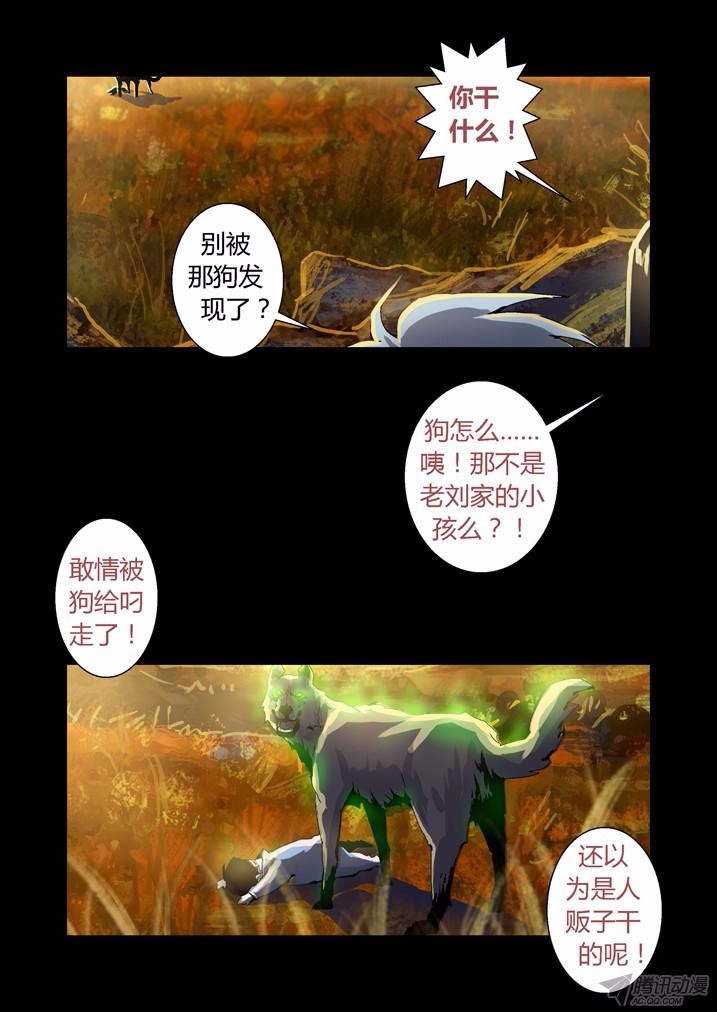 你干
什么！
别被
那狗发
现了？
狗怎么……
咦！那不是
老刘家的小
孩么？！
敢情被
狗给叼
走了！
还以
为是人
贩子干
的呢！
腾讯动漫